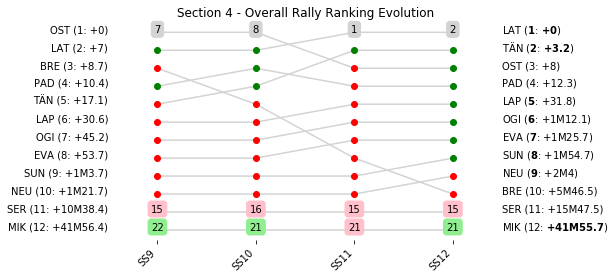 Section 4 - Overall Rally Ranking Evolution
OST (1: +0) 7 8 1 2 LAT (1: +0)
LAT (2: +7) TÄN (2: +3.2)
BRE (3: +8.7) OST (3: +8)
PAD (4: +10.4) PAD (4: +12.3)
TÄN (5: +17.1) LAP (5: +31.8)
LAP (6: +30.6) OGI (6: +1M12.1)
OGI (7: +45.2) EVA (7: +1M25.7)
EVA (8: +53.7) SUN (8: +1M54.7)
SUN (9: +1M3.7) NEU (9: +2M4)
NEU (10: +1M21.7) BRE (10: +5M46.5)
SER (11: +10M38.4) 15 16 15 15 SER (11: +15M47.5)
MIK (12: +41M56.4) 22 21 21 21 MIK (12: +41M55.7)
SS9 SS10 SS11 SS12